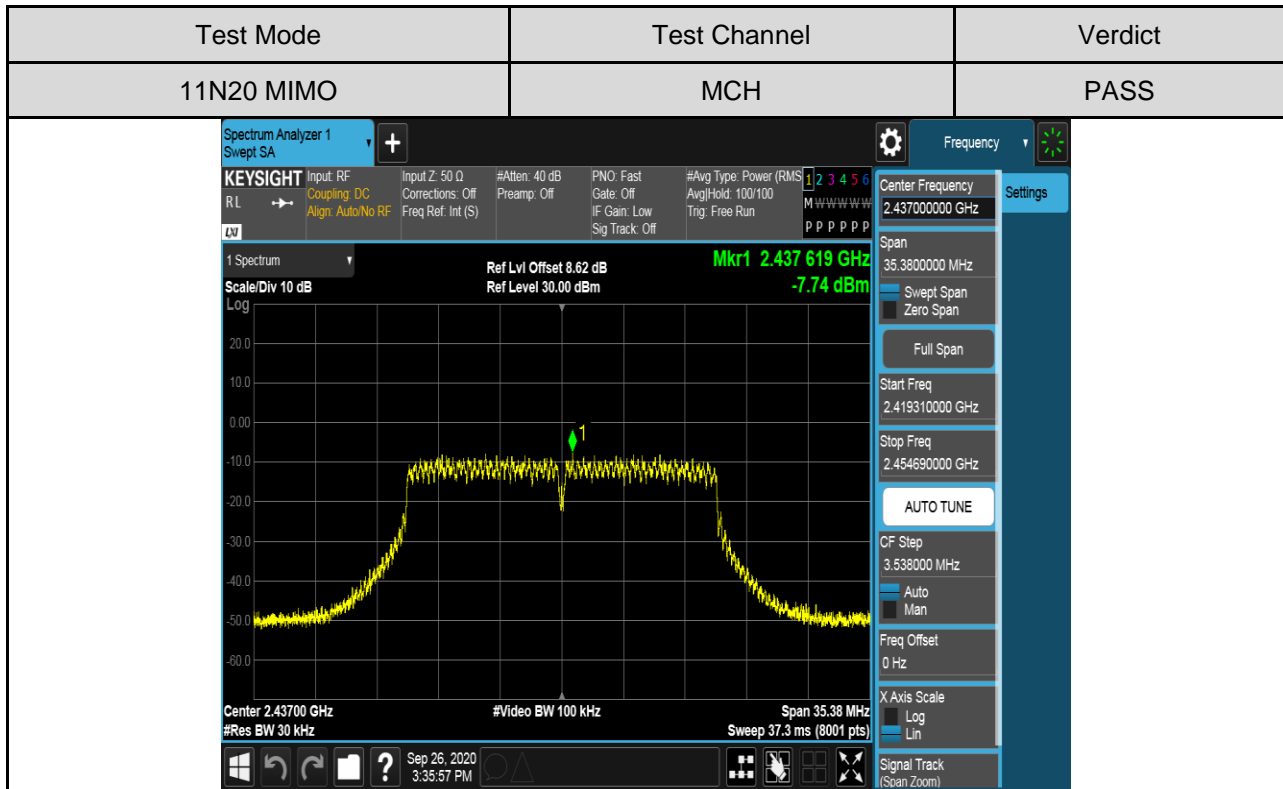 Test Mode Test Channel Verdict
11N20 MIMO MCH PASS
Spectrum Analyzer 1
Swept SA
+
Frequency
KEYSIGHT
R L
LXI
Input: RF
Coupling: DC
Align: Auto/No RF
Input Z: 50 Ω
Corrections: Off
Freq Ref: Int (S)
#Atten: 40 dB
Preamp: Off
PNO: Fast
Gate: Off
IF Gain: Low
Sig Track: Off
#Avg Type: Power (RMS
Avg|Hold: 100/100
Trig: Free Run
1 2 3 4 5 6
M W W W W W
P P P P P P
1 Spectrum
Scale/Div 10 dB
Ref Lvl Offset 8.62 dB
Ref Level 30.00 dBm
Mkr1 2.437 619 GHz
-7.74 dBm
Log
20.0
10.0
0.00
-10.0
-20.0
-30.0
-40.0
-50.0
-60.0
1
Center 2.43700 GHz
#Res BW 30 kHz
#Video BW 100 kHz
Span 35.38 MHz
Sweep 37.3 ms (8001 pts)
Center Frequency
2.437000000 GHz
Settings
Span
35.3800000 MHz
Swept Span
Zero Span
Full Span
Start Freq
2.419310000 GHz
Stop Freq
2.454690000 GHz
AUTO TUNE
CF Step
3.538000 MHz
Auto
Man
Freq Offset
0 Hz
X Axis Scale
Log
Lin
Signal Track
(Span Zoom)
?
Sep 26, 2020
3:35:57 PM